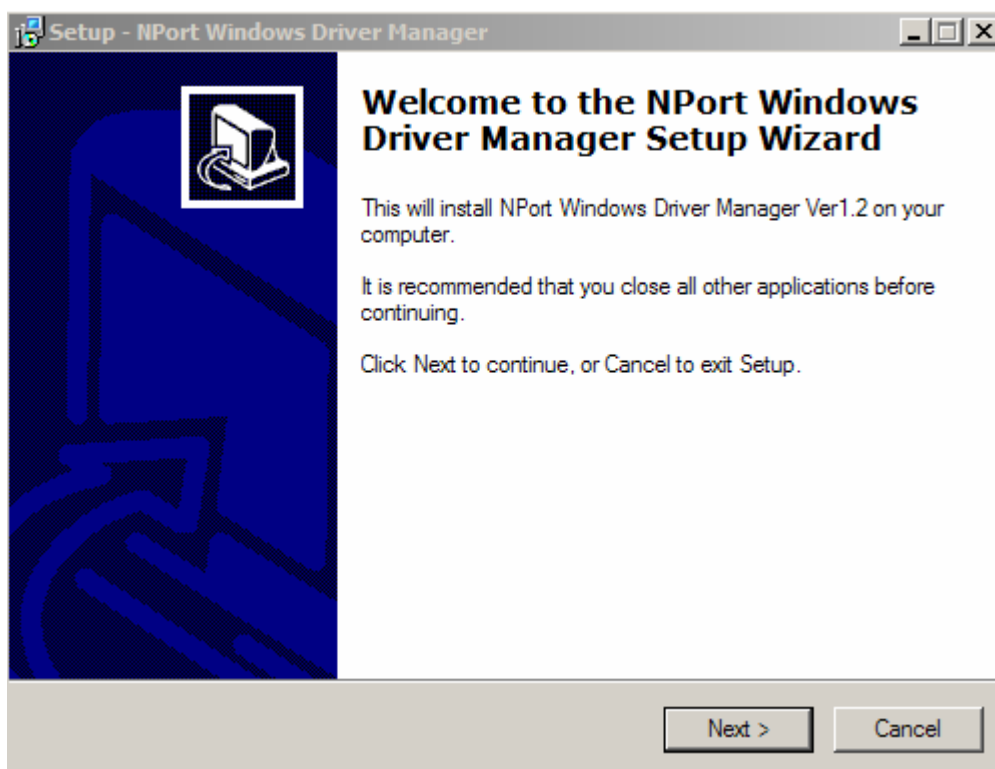 Setup - NPort Windows Driver Manager
Welcome to the NPort Windows
Driver Manager Setup Wizard
This will install NPort Windows Driver Manager Ver1.2 on your
computer.
It is recommended that you close all other applications before
continuing.
Click Next to continue, or Cancel to exit Setup.
Next >
Cancel